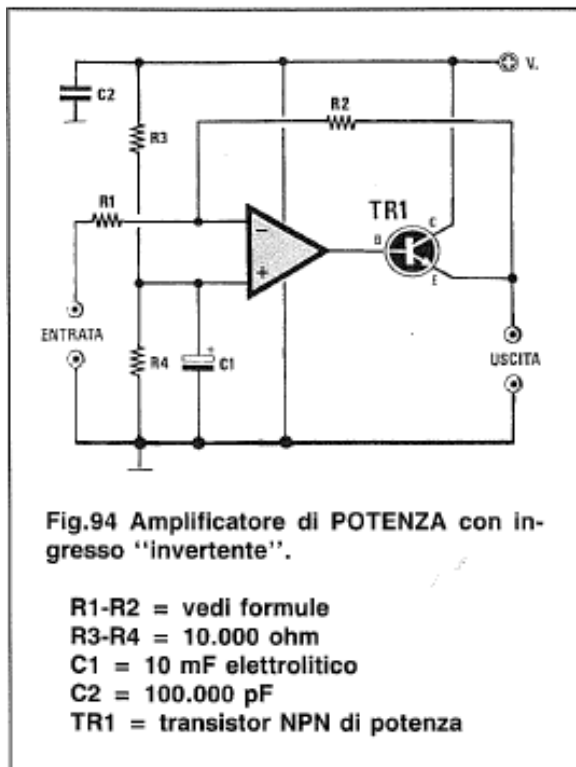 V.
C2
R2
R3
R1
TR1
C
B
E
−
+
ENTRATA
R4
+
C1
USCITA
Fig.94 Amplificatore di POTENZA con in-
gresso "invertente".
R1-R2 = vedi formule
R3-R4 = 10.000 ohm
C1 = 10 mF elettrolitico
C2 = 100.000 pF
TR1 = transistor NPN di potenza